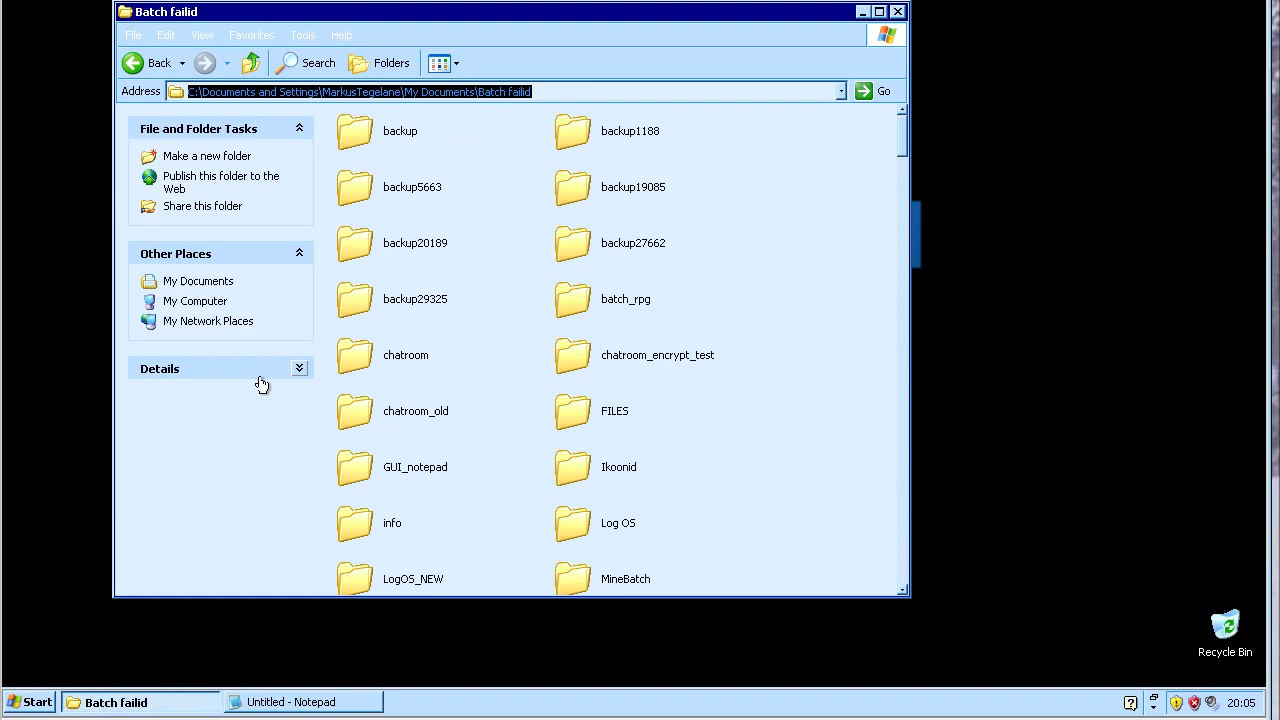 Batch failid
File Edit View Favorites Tools Help
Back Search Folders
Address C:\Documents and Settings\MarkusTegelane\My Documents\Batch failid Go
File and Folder Tasks
Make a new folder
Publish this folder to the
Web
Share this folder
Other Places
My Documents
My Computer
My Network Places
Details
backup backup1188
backup5663 backup19085
backup20189 backup27662
backup29325 batch_rpg
chatroom chatroom_encrypt_test
chatroom_old FILES
GUI_notepad Ikoonid
info Log OS
LogOS_NEW MineBatch
Recycle Bin
Start Batch failid Untitled - Notepad 20:05